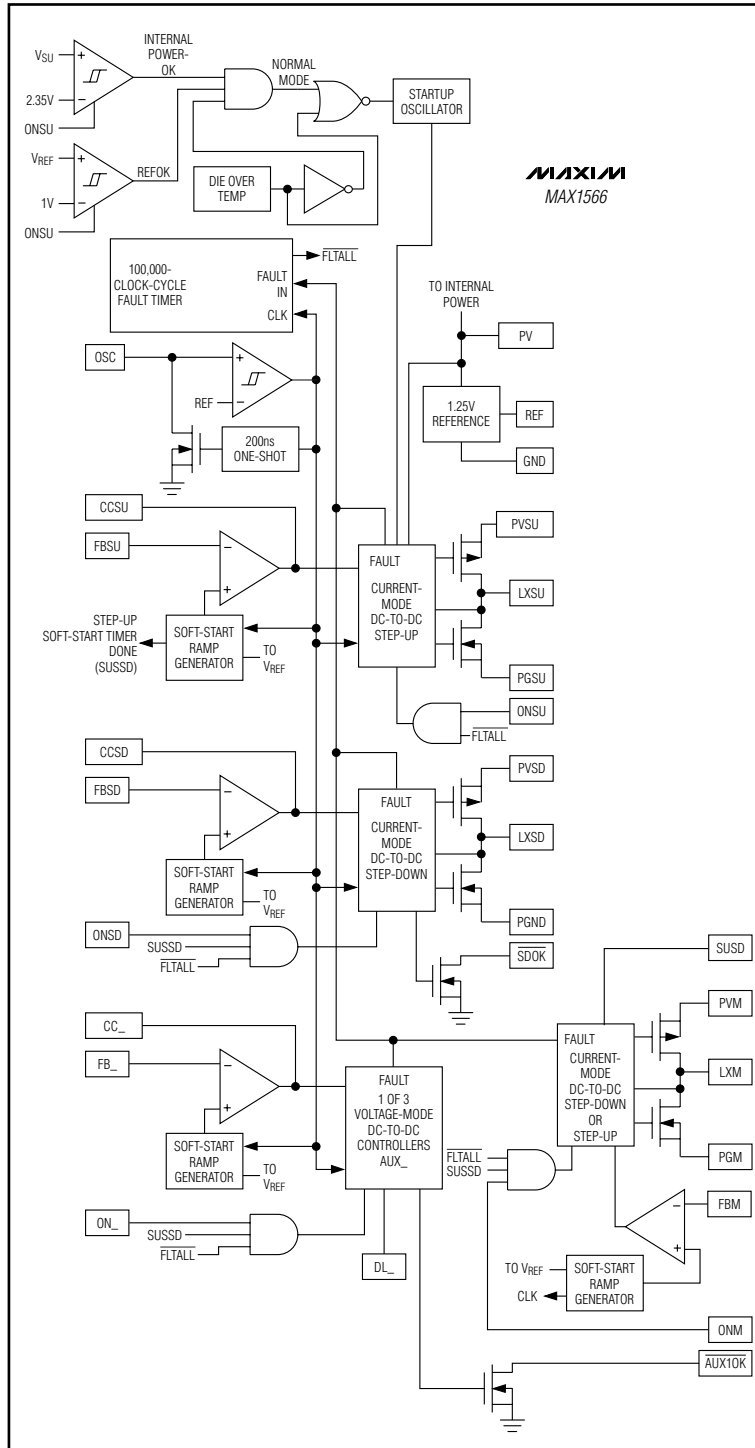 VSU
+
2.35V
−
ONSU
INTERNAL
POWER-
OK
NORMAL
MODE
STARTUP
OSCILLATOR
VREF
+
REFOK
1V
−
ONSU
DIE OVER
TEMP
MAXIM
MAX1566
100,000-
CLOCK-CYCLE
FAULT TIMER
FLTALL
FAULT
IN
CLK
TO INTERNAL
POWER
PV
OSC
+
REF
−
1.25V
REFERENCE
REF
GND
200ns
ONE-SHOT
CCSU
FBSU
−
+
PVSU
FAULT
CURRENT-
MODE
DC-TO-DC
STEP-UP
LXSU
STEP-UP
SOFT-START TIMER
DONE
(SUSSD)
SOFT-START
RAMP
GENERATOR
TO
VREF
PGSU
ONSU
FLTALL
CCSD
FBSD
−
+
PVSD
FAULT
CURRENT-
MODE
DC-TO-DC
STEP-DOWN
LXSD
SOFT-START
RAMP
GENERATOR
TO
VREF
PGND
ONSD
SUSSD
FLTALL
SDOK
SUSD
CC_
FB_
−
+
PVM
FAULT
1 OF 3
VOLTAGE-MODE
DC-TO-DC
CONTROLLERS
AUX_
FAULT
CURRENT-
MODE
DC-TO-DC
STEP-DOWN
OR
STEP-UP
LXM
SOFT-START
RAMP
GENERATOR
TO
VREF
FLTALL
SUSSD
PGM
ON_
SUSSD
FLTALL
FBM
−
+
DL_
TO VREF
CLK
SOFT-START
RAMP
GENERATOR
ONM
AUX1OK